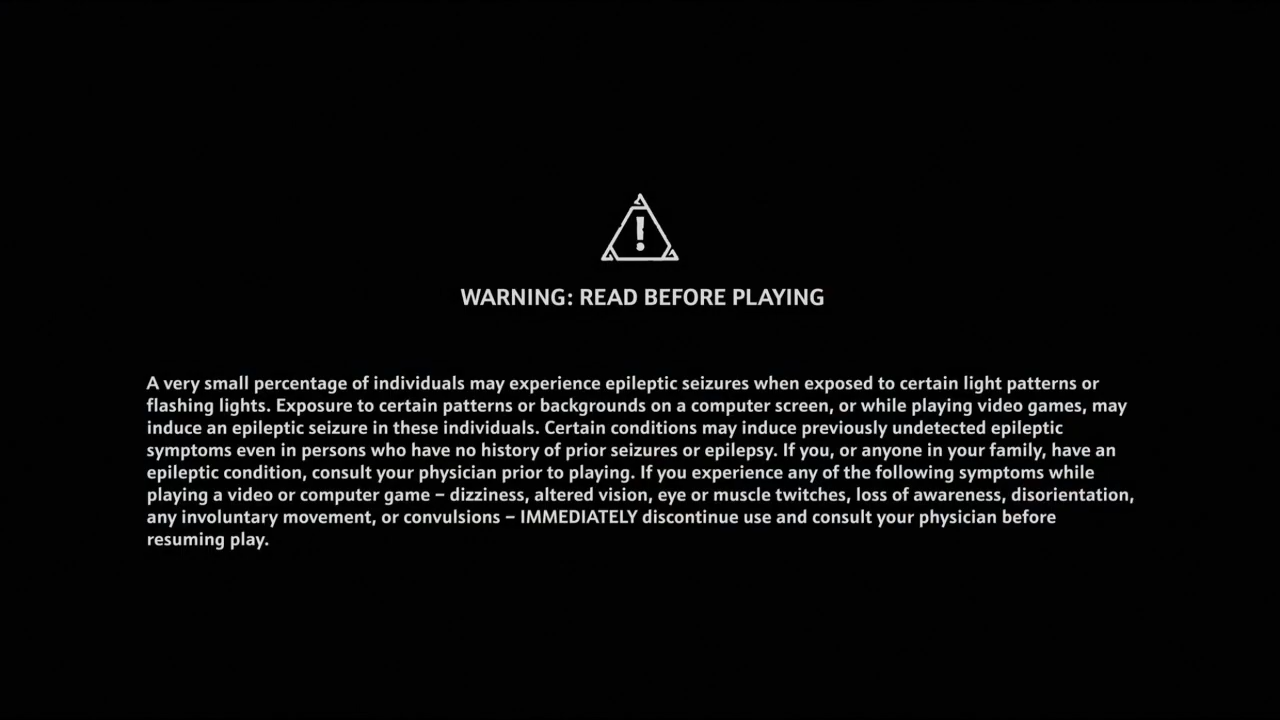 !
WARNING: READ BEFORE PLAYING
A very small percentage of individuals may experience epileptic seizures when exposed to certain light patterns or
flashing lights. Exposure to certain patterns or backgrounds on a computer screen, or while playing video games, may
induce an epileptic seizure in these individuals. Certain conditions may induce previously undetected epileptic
symptoms even in persons who have no history of prior seizures or epilepsy. If you, or anyone in your family, have an
epileptic condition, consult your physician prior to playing. If you experience any of the following symptoms while
playing a video or computer game – dizziness, altered vision, eye or muscle twitches, loss of awareness, disorientation,
any involuntary movement, or convulsions – IMMEDIATELY discontinue use and consult your physician before
resuming play.